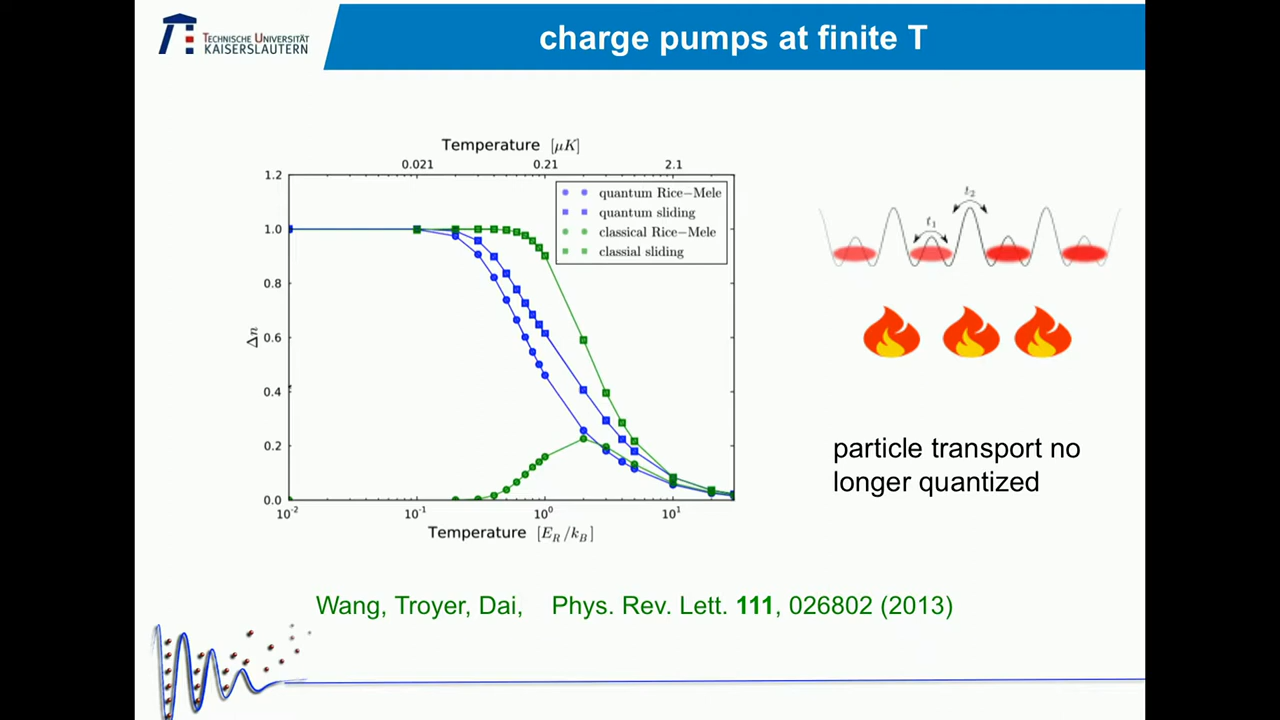 TECHNISCHE UNIVERSITÄT
KAISERSLAUTERN
charge pumps at finite T
Temperature [μK]
0.021 0.21 2.1
1.2
1.0
0.8
0.6
0.4
0.2
0.0
Δn
quantum Rice−Mele
quantum sliding
classical Rice−Mele
classial sliding
10⁻² 10⁻¹ 10⁰ 10¹
Temperature [E_R/k_B]
t₁
t₂
particle transport no
longer quantized
Wang, Troyer, Dai, Phys. Rev. Lett. 111, 026802 (2013)